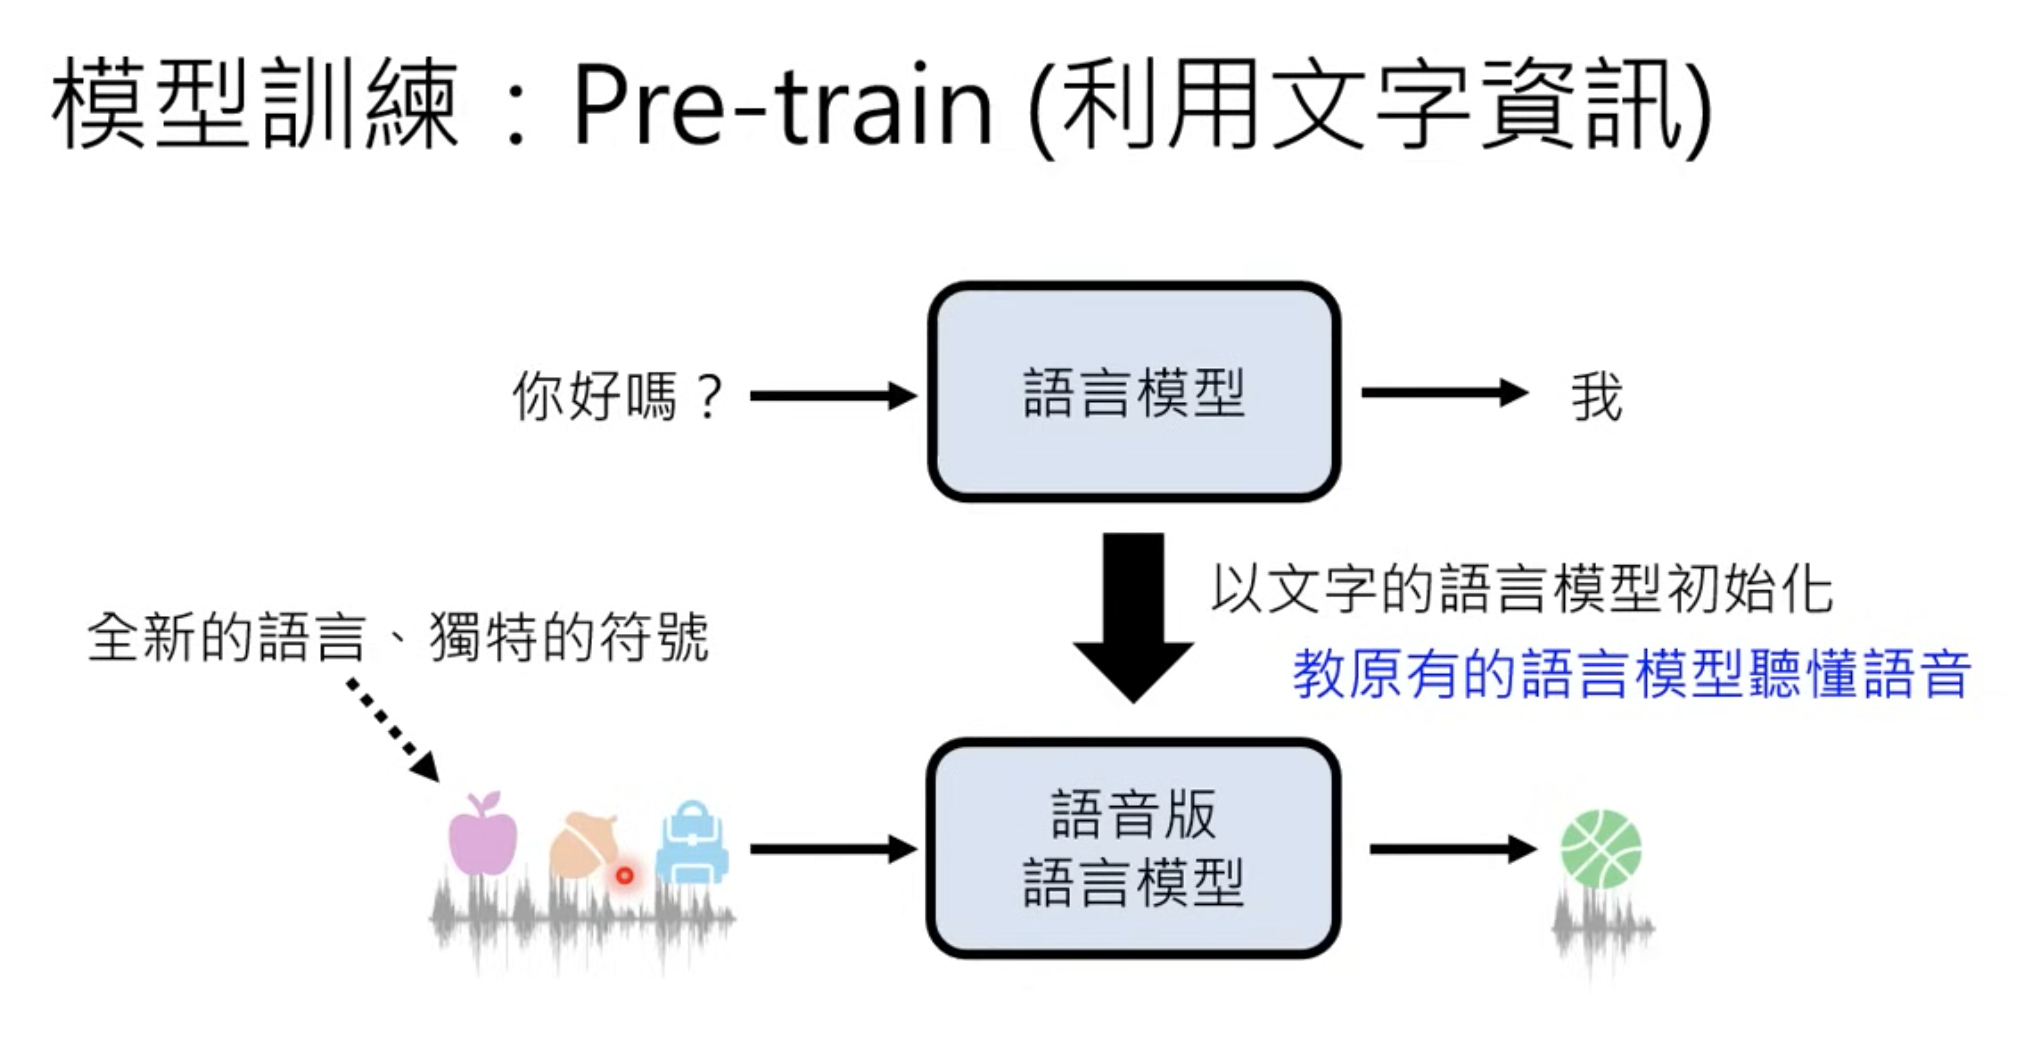 模型訓練：Pre-train (利用文字資訊)
你好嗎？
語言模型
我
以文字的語言模型初始化
教原有的語言模型聽懂語音
全新的語言、獨特的符號
語音版
語言模型